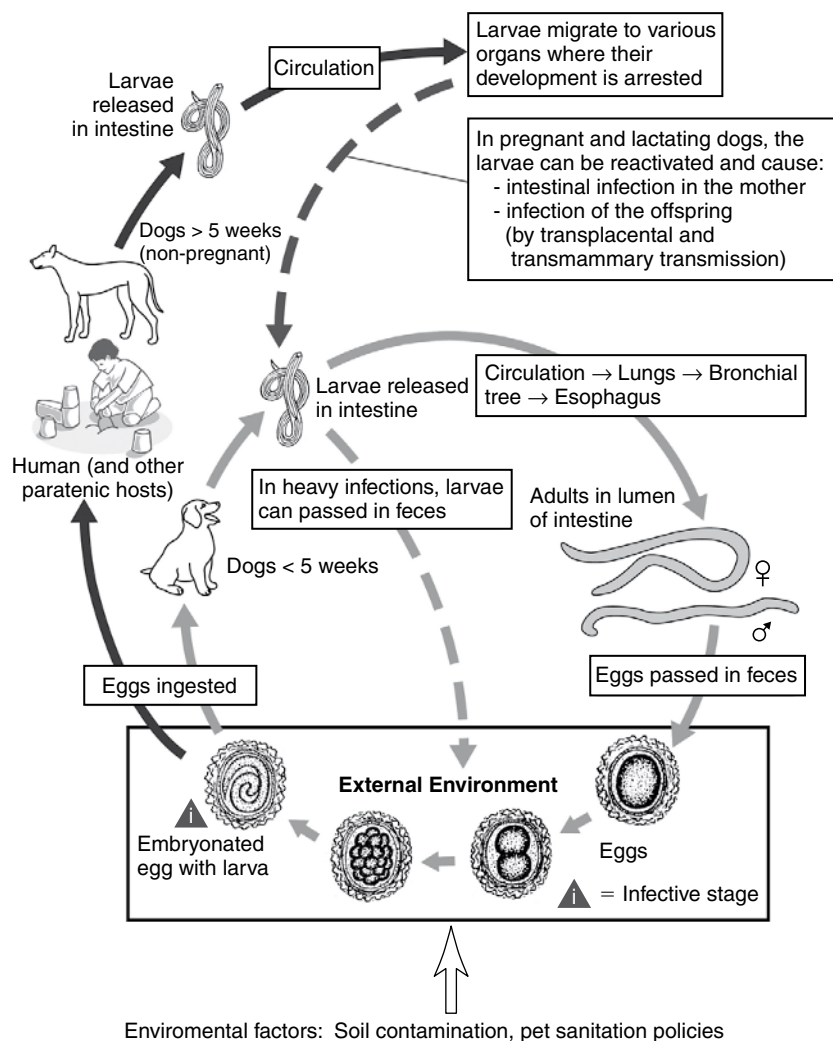 Larvae migrate to various
organs where their
development is arrested
Circulation
Larvae
released
in intestine
In pregnant and lactating dogs, the
larvae can be reactivated and cause:
- intestinal infection in the mother
- infection of the offspring
(by transplacental and
transmammary transmission)
Dogs > 5 weeks
(non-pregnant)
Larvae released
in intestine
Circulation → Lungs → Bronchial
tree → Esophagus
Human (and other
paratenic hosts)
In heavy infections, larvae
can passed in feces
Adults in lumen
of intestine
Dogs < 5 weeks
♀
♂
Eggs ingested
Eggs passed in feces
External Environment
i
Embryonated
egg with larva
Eggs
i = Infective stage
Enviromental factors: Soil contamination, pet sanitation policies